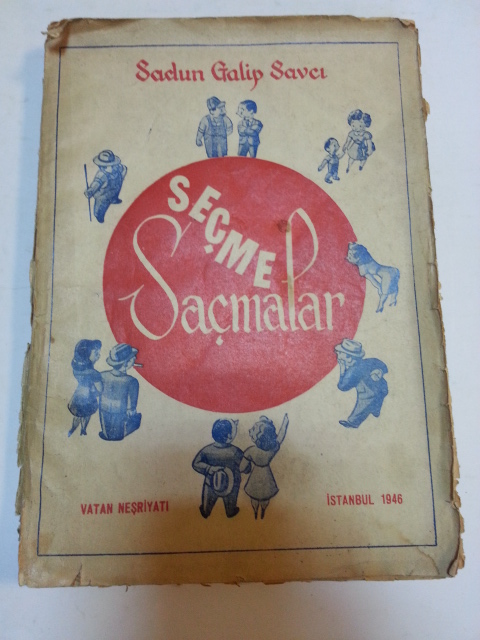 Sadun Galip Savcı
SEÇME
Saçmalar
VATAN NEŞRİYATI
İSTANBUL 1946